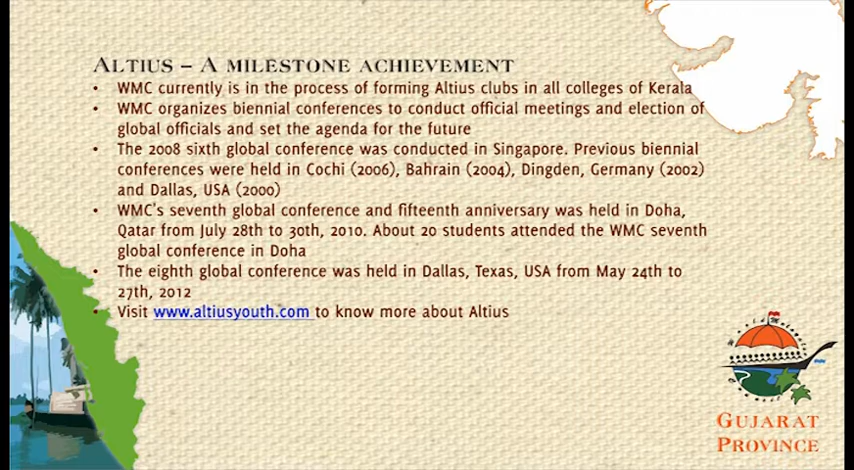 ALTIUS – A MILESTONE ACHIEVEMENT
• WMC currently is in the process of forming Altius clubs in all colleges of Kerala
• WMC organizes biennial conferences to conduct official meetings and election of
global officials and set the agenda for the future
• The 2008 sixth global conference was conducted in Singapore. Previous biennial
conferences were held in Cochi (2006), Bahrain (2004), Dingden, Germany (2002)
and Dallas, USA (2000)
• WMC's seventh global conference and fifteenth anniversary was held in Doha,
Qatar from July 28th to 30th, 2010. About 20 students attended the WMC seventh
global conference in Doha
• The eighth global conference was held in Dallas, Texas, USA from May 24th to
27th, 2012
• Visit www.altiusyouth.com to know more about Altius
GUJARAT
PROVINCE